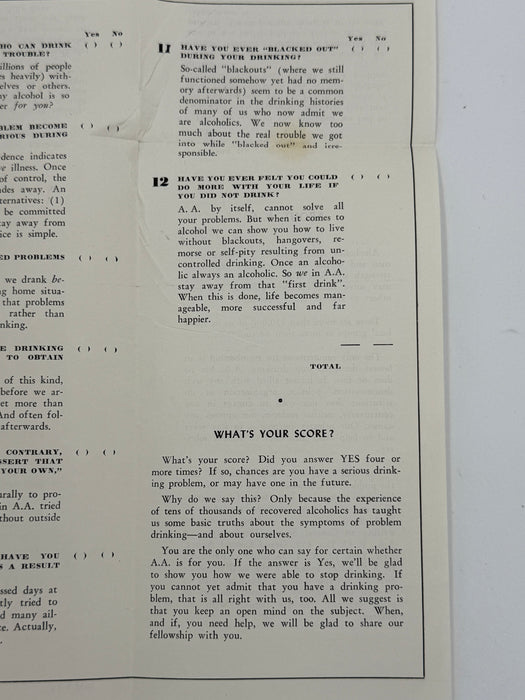 Yes No
HO CAN DRINK ( ) ( )
TROUBLE?
illions of people
s heavily) with-
elves or others.
y alcohol is so
er for you?
LEM BECOME ( ) ( )
RIOUS DURING
dence indicates
e illness. Once
of control, the
des away. An
ternatives: (1)
be committed
ay away from
ice is simple.
ED PROBLEMS ( ) ( )
we drank be-
g home situa-
that problems
rather than
nking.
E DRINKING ( ) ( )
TO OBTAIN
of this kind,
before we ar-
et more than
And often fol-
afterwards.
CONTRARY, ( ) ( )
SSERT THAT
YOUR OWN,"
urally to pro-
in A.A. tried
thout outside
HAVE YOU ( ) ( )
S A RESULT
ssed days at
tly tried to
d many ail-
e. Actually,
Yes No
11 HAVE YOU EVER "BLACKED OUT" ( ) ( )
DURING YOUR DRINKING?
So-called "blackouts" (where we still
functioned somehow yet had no mem-
ory afterwards) seem to be a common
denominator in the drinking histories
of many of us who now admit we
are alcoholics. We now know too
much about the real trouble we got
into while "blacked out" and irre-
sponsible.
12 HAVE YOU EVER FELT YOU COULD ( ) ( )
DO MORE WITH YOUR LIFE IF
YOU DID NOT DRINK?
A. A. by itself, cannot solve all
your problems. But when it comes to
alcohol we can show you how to live
without blackouts, hangovers, re-
morse or self-pity resulting from un-
controlled drinking. Once an alcoho-
lic always an alcoholic. So we in A.A.
stay away from that "first drink".
When this is done, life becomes man-
ageable, more successful and far
happier.
TOTAL
WHAT'S YOUR SCORE?
What's your score? Did you answer YES four or
more times? If so, chances are you have a serious drink-
ing problem, or may have one in the future.
Why do we say this? Only because the experience
of tens of thousands of recovered alcoholics has taught
us some basic truths about the symptoms of problem
drinking—and about ourselves.
You are the only one who can say for certain whether
A.A. is for you. If the answer is Yes, we'll be glad
to show you how we were able to stop drinking. If
you cannot yet admit that you have a drinking pro-
blem, that is all right with us, too. All we suggest is
that you keep an open mind on the subject. When,
and if, you need help, we will be glad to share our
fellowship with you.